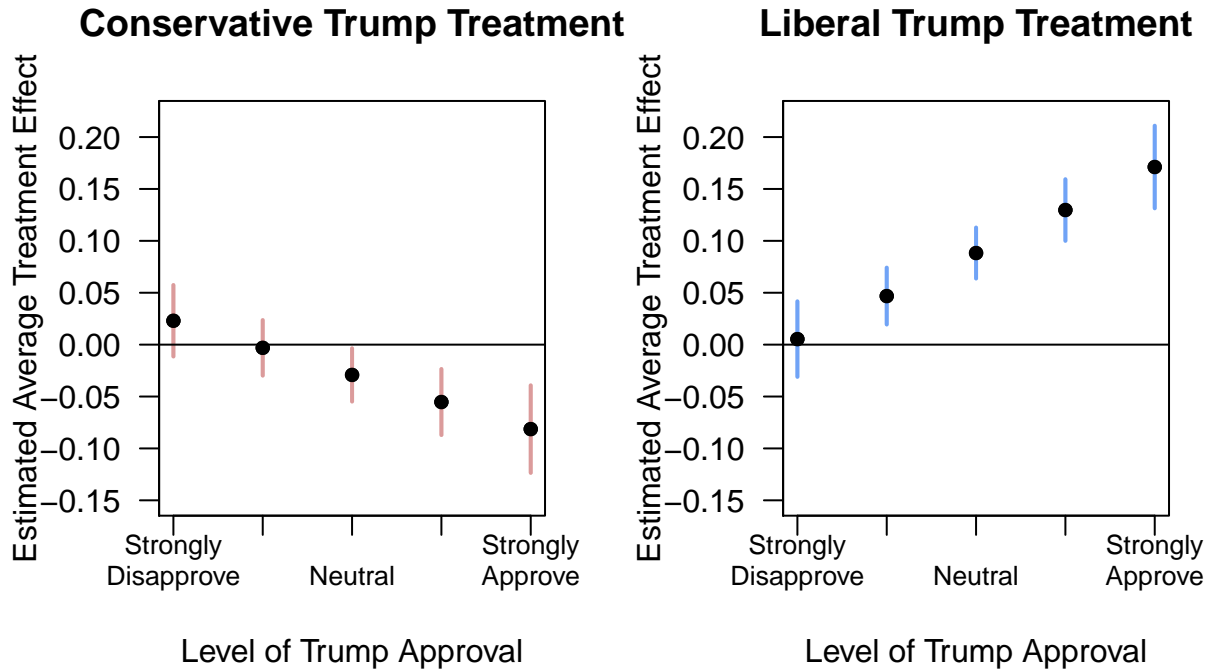 Conservative Trump Treatment
Estimated Average Treatment Effect
0.20
0.15
0.10
0.05
0.00
−0.05
−0.10
−0.15
Strongly
Disapprove
Neutral
Strongly
Approve
Level of Trump Approval
Liberal Trump Treatment
Estimated Average Treatment Effect
0.20
0.15
0.10
0.05
0.00
−0.05
−0.10
−0.15
Strongly
Disapprove
Neutral
Strongly
Approve
Level of Trump Approval